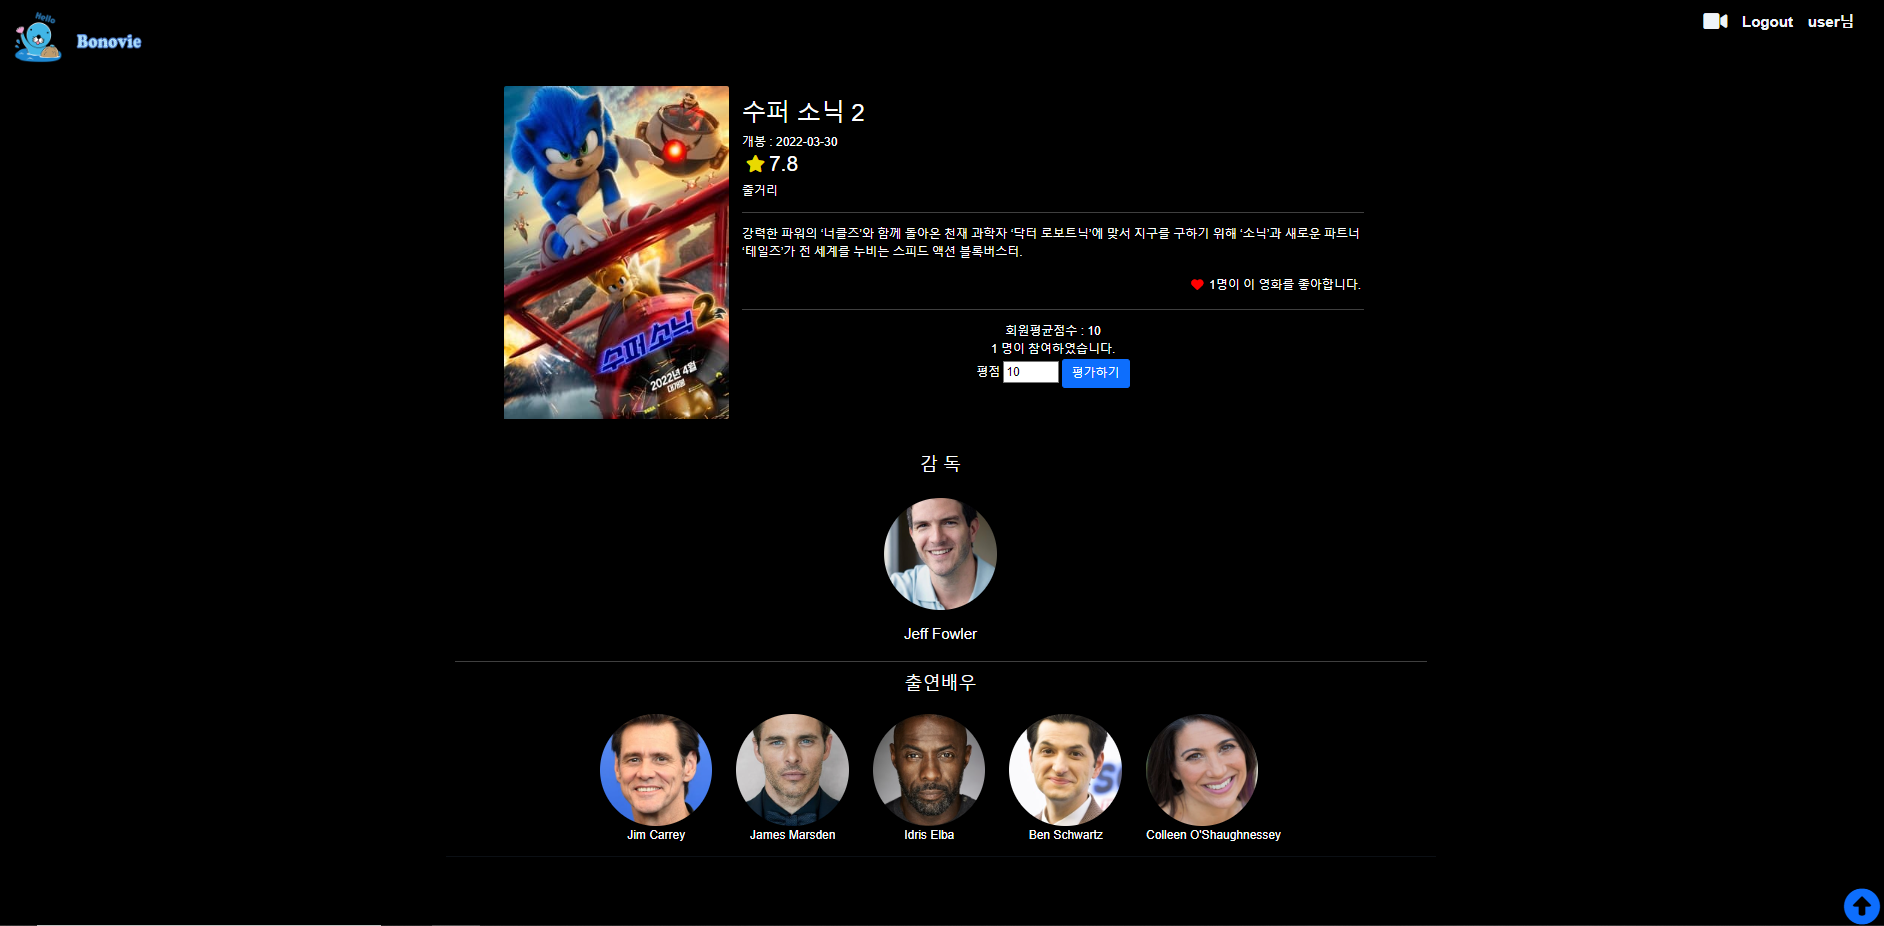 Hello
Bonovie
Logout
user님
수퍼 소닉 2
개봉 : 2022-03-30
7.8
줄거리
강력한 파워의 ‘너클즈’와 함께 돌아온 천재 과학자 ‘닥터 로보트닉’에 맞서 지구를 구하기 위해 ‘소닉’과 새로운 파트너
‘테일즈’가 전 세계를 누비는 스피드 액션 블록버스터.
1명이 이 영화를 좋아합니다.
회원평균점수 : 10
1 명이 참여하였습니다.
평점 10 평가하기
수퍼 소닉 2
2022년 4월
대개봉
감 독
Jeff Fowler
출연배우
Jim Carrey
James Marsden
Idris Elba
Ben Schwartz
Colleen O'Shaughnessey